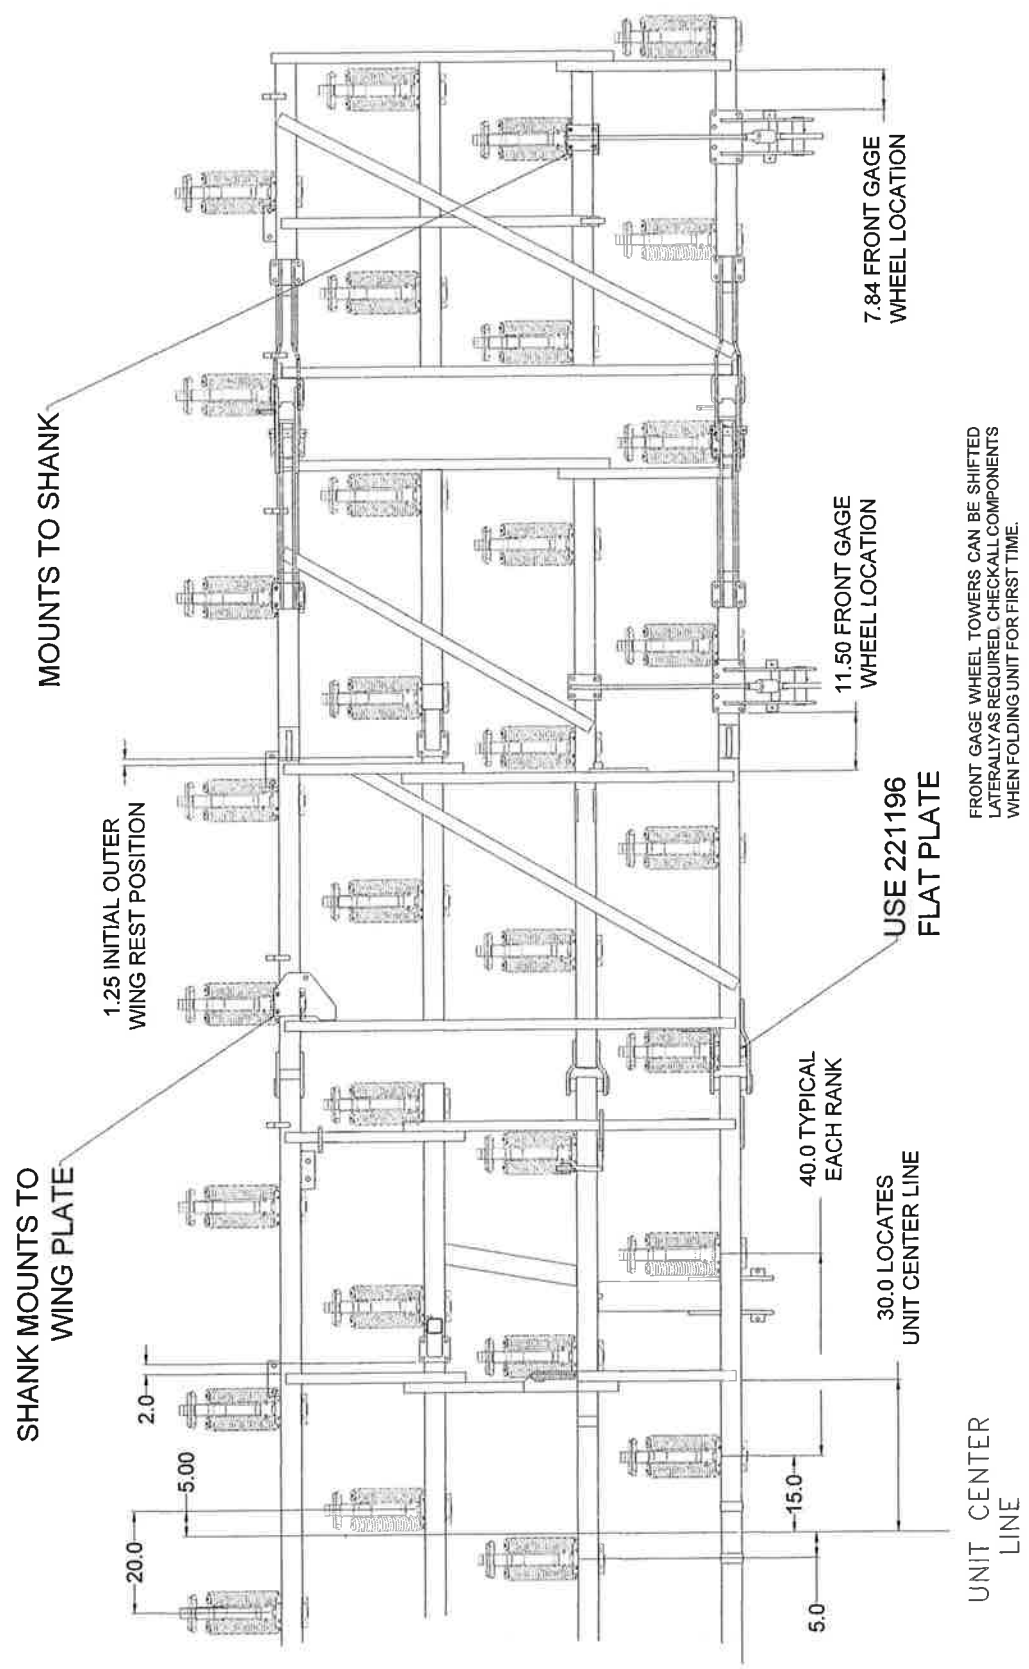 MOUNTS TO SHANK
SHANK MOUNTS TO
WING PLATE
1.25 INITIAL OUTER
WING REST POSITION
2.0
5.00
20.0
7.84 FRONT GAGE
WHEEL LOCATION
11.50 FRONT GAGE
WHEEL LOCATION
USE 221196
FLAT PLATE
40.0 TYPICAL
EACH RANK
30.0 LOCATES
UNIT CENTER LINE
15.0
5.0
FRONT GAGE WHEEL TOWERS CAN BE SHIFTED
LATERALLY AS REQUIRED. CHECK ALL COMPONENTS
WHEN FOLDING UNIT FOR FIRST TIME.
UNIT CENTER
LINE